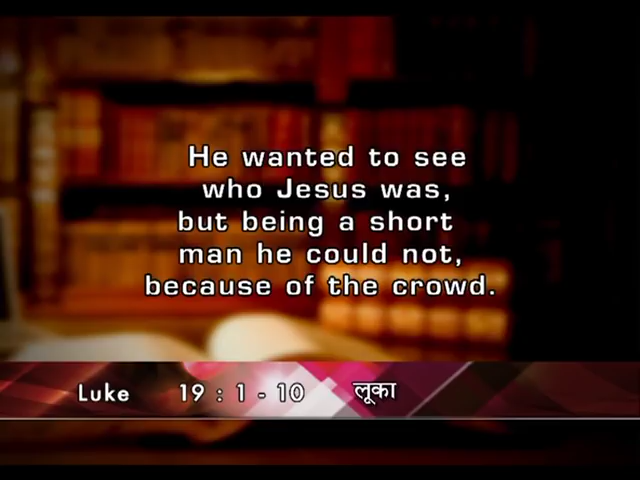 He wanted to see
who Jesus was,
but being a short
man he could not,
because of the crowd.
Luke 19 : 1 - 10 लूका